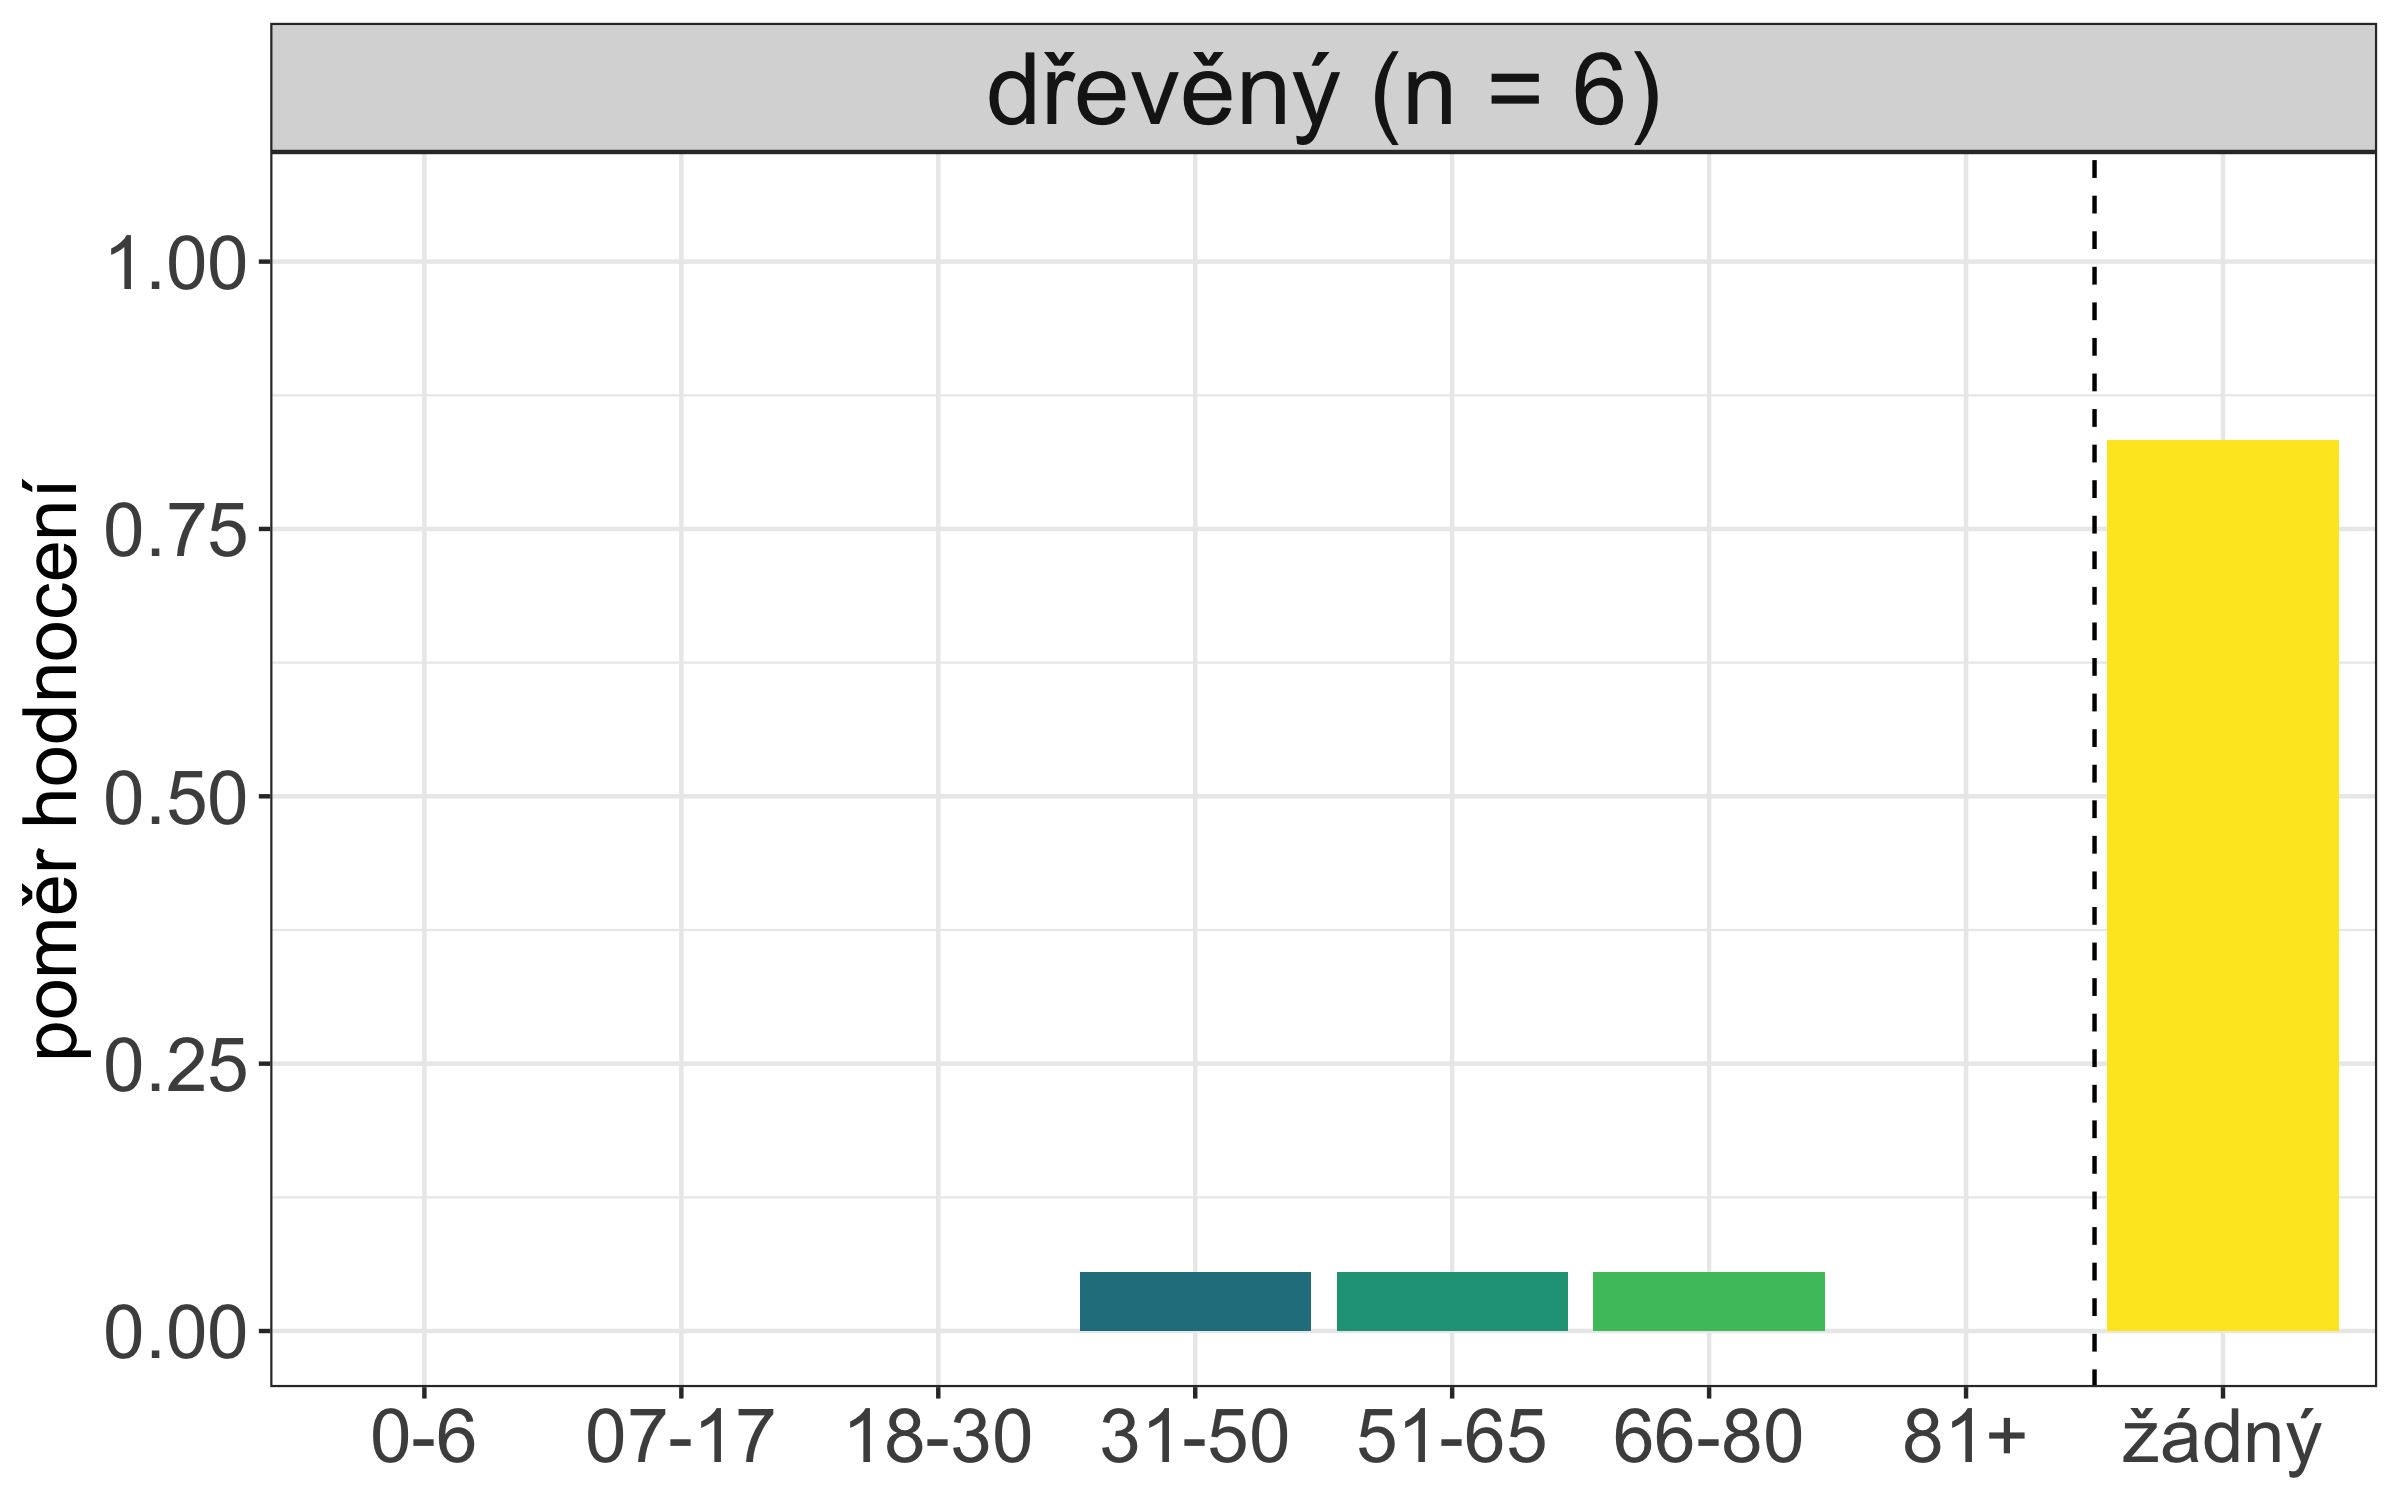 dřevěný (n = 6)
poměr hodnocení
1.00
0.75
0.50
0.25
0.00
0-6 07-17 18-30 31-50 51-65 66-80 81+ žádný